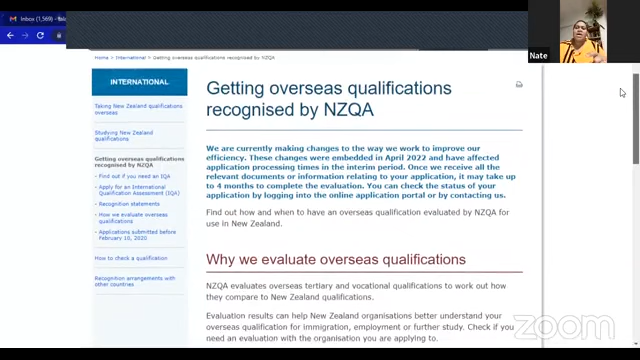 Inbox (1,569)
Nate
Home > International > Getting overseas qualifications recognised by NZQA
INTERNATIONAL
Taking New Zealand qualifications
overseas
Studying New Zealand
qualifications
Getting overseas qualifications
recognised by NZQA
Find out if you need an IQA
Apply for an International
Qualification Assessment (IQA)
Recognition statements
How we evaluate overseas
qualifications
Applications submitted before
February 10, 2020
How to check a qualification
Recognition arrangements with
other countries
Getting overseas qualifications
recognised by NZQA
We are currently making changes to the way we work to improve our
efficiency. These changes were embedded in April 2022 and have affected
application processing times in the interim period. Once we receive all the
relevant documents or information relating to your application, it may take up
to 4 months to complete the evaluation. You can check the status of your
application by logging into the online application portal or by contacting us.
Find out how and when to have an overseas qualification evaluated by NZQA for
use in New Zealand.
Why we evaluate overseas qualifications
NZQA evaluates overseas tertiary and vocational qualifications to work out how
they compare to New Zealand qualifications.
Evaluation results can help New Zealand organisations better understand your
overseas qualification for immigration, employment or further study. Check if you
need an evaluation with the organisation you are applying to.
zoom